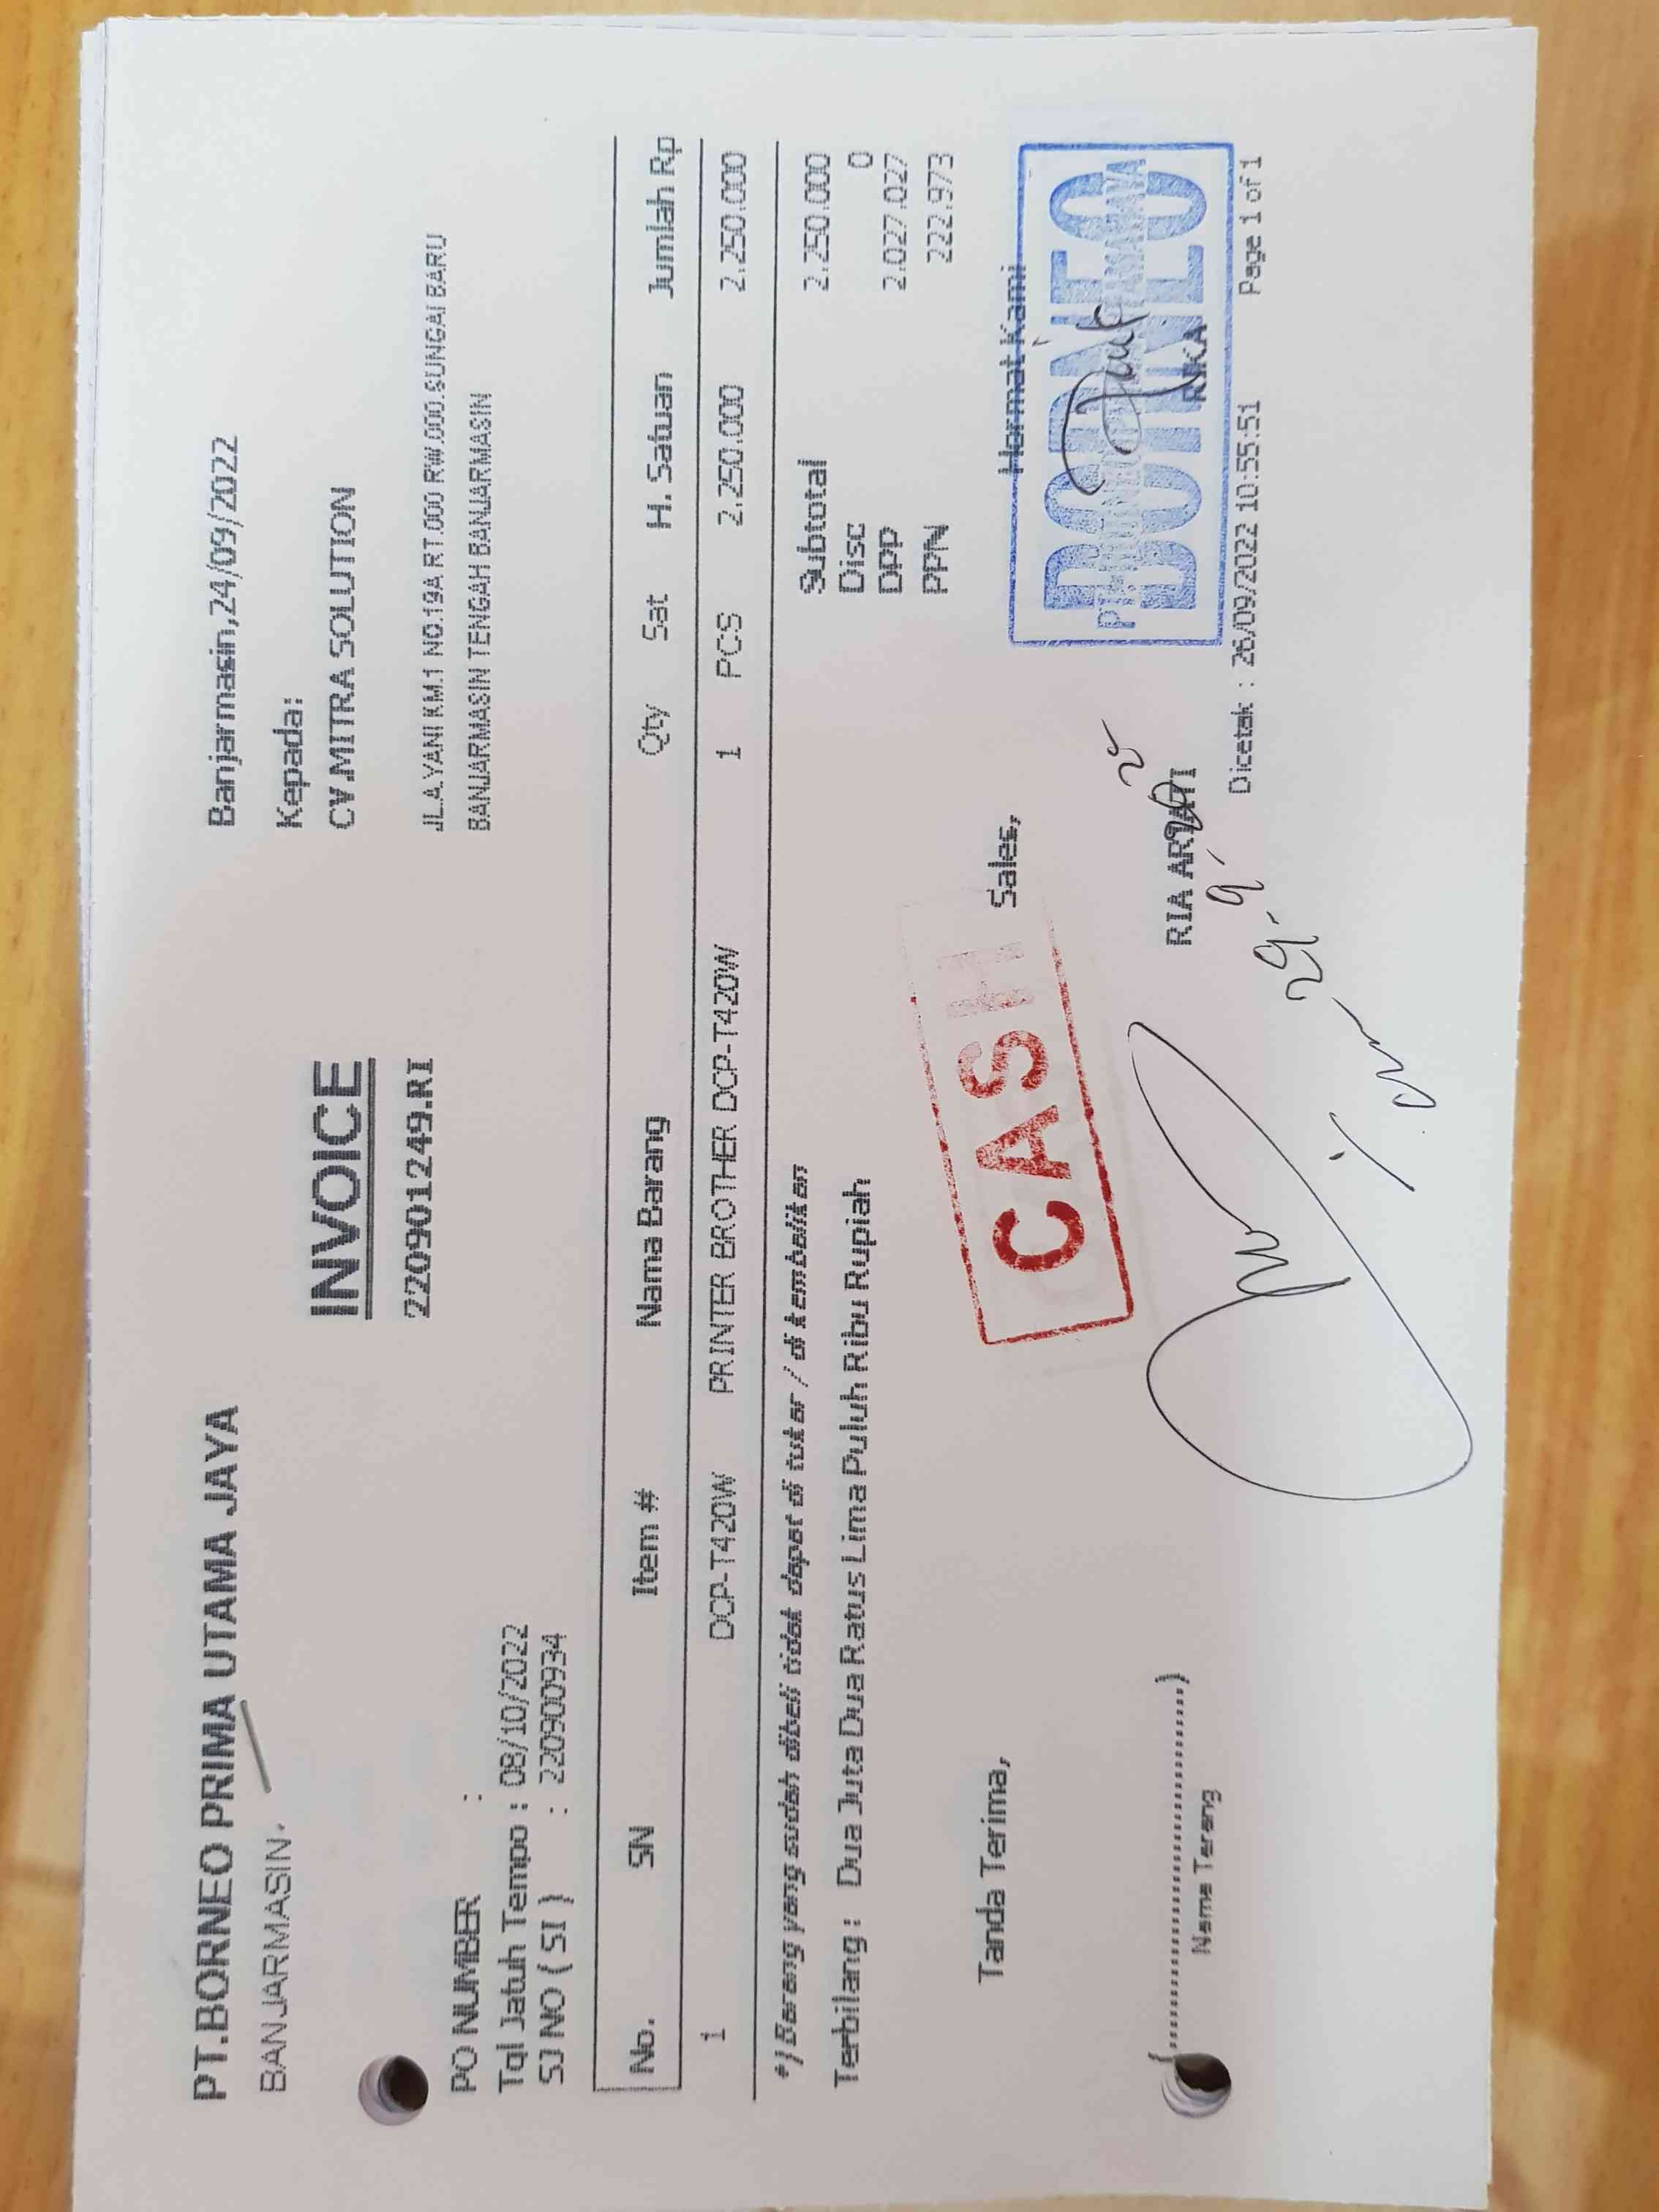 PT.BORNEO PRIMA UTAMA JAYA
BANJARMASIN.
Banjarmasin,24/09/2022
Kepada:
CV.MITRA SOLUTION
JL.A.YANI KM.1 NO.19A RT.000 RW.000.SUNGAI BARU
BANJARMASIN TENGAH BANJARMASIN
INVOICE
220901249.RI
PO NUMBER :
Tgl Jatuh Tempo : 08/10/2022
SJ NO ( SI ) : 22090934
No. SN Item # Nama Barang Qty Sat H. Satuan Jumlah Rp
1 DCP-T420W PRINTER BROTHER DCP-T420W 1 PCS 2.250.000 2.250.000
*) Barang yang sudah dibeli tidak dapat di tukar / di kembalikan
Terbilang : Dua Juta Dua Ratus Lima Puluh Ribu Rupiah
Subtotal 2.250.000
Disc 0
DPP 2.027.027
PPN 222.973
Tanda Terima,
CASH
Sales,
Hormat Kami
BORNEO
RIKA
(..............................)
Nama Terang
RIA ARYATI
Dicetak : 26/09/2022 10:55:51 Page 1 of 1